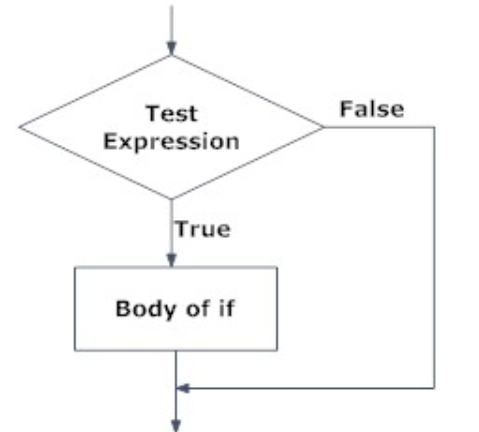 Test
Expression
False
True
Body of if